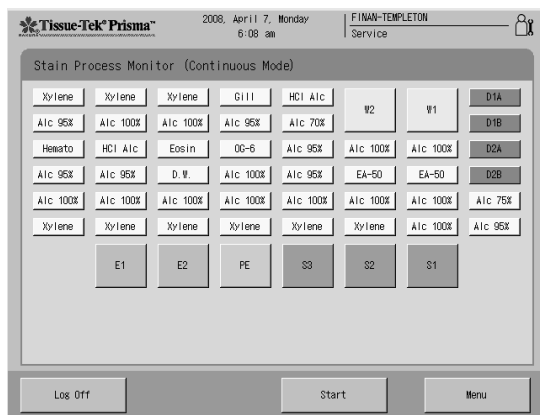 Tissue-Tek® Prisma™
2008, April 7, Monday
6:08 am
FINAN-TEMPLETON
Service
Stain Process Monitor (Continuous Mode)
Xylene Xylene Xylene Gill HCl Alc W2 W1 D1A
Alc 95% Alc 100% Alc 100% Alc 95% Alc 70% D1B
Hemato HCl Alc Eosin OG-6 Alc 95% Alc 100% Alc 100% D2A
Alc 95% Alc 95% D.W. Alc 100% Alc 95% EA-50 EA-50 D2B
Alc 100% Alc 100% Alc 100% Alc 100% Alc 100% Alc 100% Alc 100% Alc 75%
Xylene Xylene Xylene Xylene Xylene Xylene Alc 100% Alc 95%
E1 E2 PE S3 S2 S1
Log Off Start Menu